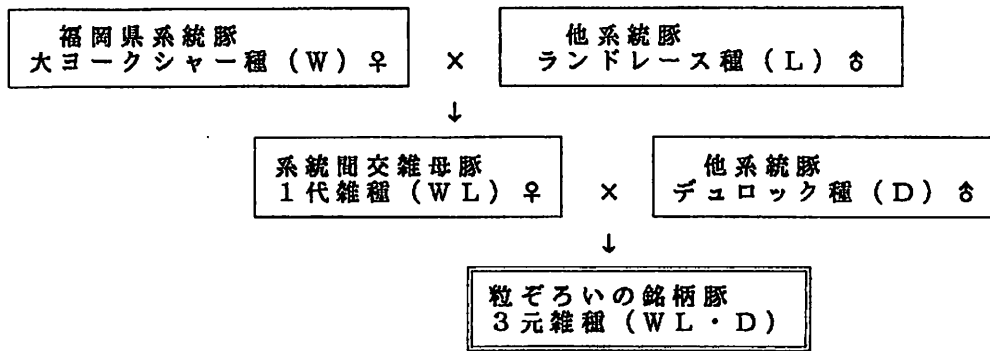 福岡県系統豚
大ヨークシャー種（W）♀
×
他系統豚
ランドレース種（L）♂
↓
系統間交雑母豚
1代雑種（WL）♀
×
他系統豚
デュロック種（D）♂
↓
粒ぞろいの銘柄豚
3元雑種（WL・D）